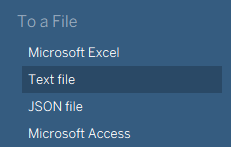 To a File
Microsoft Excel
Text file
JSON file
Microsoft Access